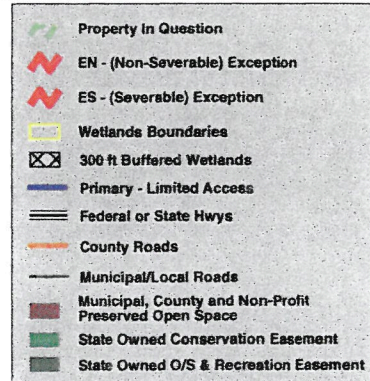 Property In Question
EN - (Non-Severable) Exception
ES - (Severable) Exception
Wetlands Boundaries
300 ft Buffered Wetlands
Primary - Limited Access
Federal or State Hwys
County Roads
Municipal/Local Roads
Municipal, County and Non-Profit
Preserved Open Space
State Owned Conservation Easement
State Owned O/S & Recreation Easement